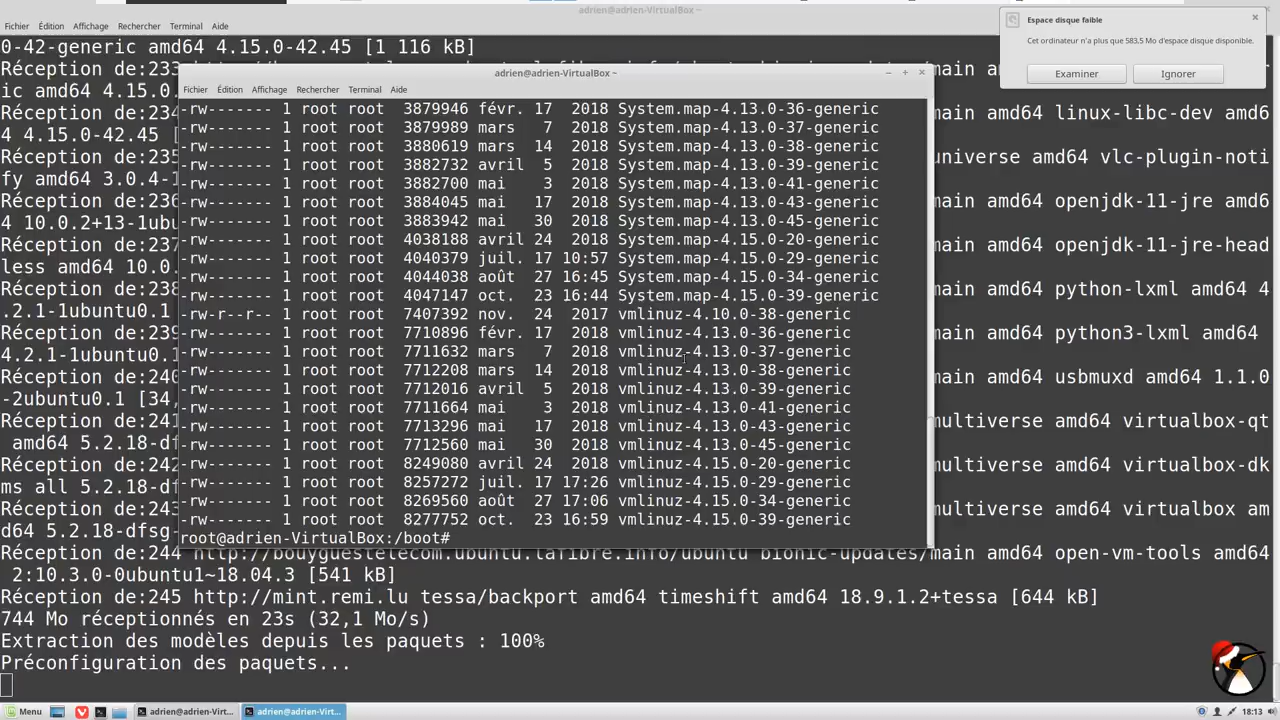 adrien@adrien-VirtualBox ~
Fichier Édition Affichage Rechercher Terminal Aide
0-42-generic amd64 4.15.0-42.45 [1 116 kB]
Réception de:233
main amd64
ic amd64 4.15.0-
Réception de:234
main amd64 linux-libc-dev amd6
4 4.15.0-42.45 [
Réception de:235
universe amd64 vlc-plugin-noti
fy amd64 3.0.4-1
Réception de:236
main amd64 openjdk-11-jre amd6
4 10.0.2+13-1ubu
Réception de:237
main amd64 openjdk-11-jre-head
less amd64 10.0.
Réception de:238
main amd64 python-lxml amd64 4
.2.1-1ubuntu0.1
Réception de:239
main amd64 python3-lxml amd64
4.2.1-1ubuntu0.1
Réception de:240
main amd64 usbmuxd amd64 1.1.0
-2ubuntu0.1 [34,
Réception de:241
multiverse amd64 virtualbox-qt
amd64 5.2.18-df
Réception de:242
multiverse amd64 virtualbox-dk
ms all 5.2.18-df
Réception de:243
multiverse amd64 virtualbox am
d64 5.2.18-dfsg-
Réception de:244 http://bouyguestelecom.ubuntu.lafibre.info/ubuntu bionic-updates/main amd64 open-vm-tools amd64
2:10.3.0-0ubuntu1~18.04.3 [541 kB]
Réception de:245 http://mint.remi.lu tessa/backport amd64 timeshift amd64 18.9.1.2+tessa [644 kB]
744 Mo réceptionnés en 23s (32,1 Mo/s)
Extraction des modèles depuis les paquets : 100%
Préconfiguration des paquets...
adrien@adrien-VirtualBox ~
Fichier Édition Affichage Rechercher Terminal Aide
-rw------- 1 root root 3879946 févr. 17 2018 System.map-4.13.0-36-generic
-rw------- 1 root root 3879989 mars 7 2018 System.map-4.13.0-37-generic
-rw------- 1 root root 3880619 mars 14 2018 System.map-4.13.0-38-generic
-rw------- 1 root root 3882732 avril 5 2018 System.map-4.13.0-39-generic
-rw------- 1 root root 3882700 mai 3 2018 System.map-4.13.0-41-generic
-rw------- 1 root root 3884045 mai 17 2018 System.map-4.13.0-43-generic
-rw------- 1 root root 3883942 mai 30 2018 System.map-4.13.0-45-generic
-rw------- 1 root root 4038188 avril 24 2018 System.map-4.15.0-20-generic
-rw------- 1 root root 4040379 juil. 17 10:57 System.map-4.15.0-29-generic
-rw------- 1 root root 4044038 août 27 16:45 System.map-4.15.0-34-generic
-rw------- 1 root root 4047147 oct. 23 16:44 System.map-4.15.0-39-generic
-rw-r--r-- 1 root root 7407392 nov. 24 2017 vmlinuz-4.10.0-38-generic
-rw------- 1 root root 7710896 févr. 17 2018 vmlinuz-4.13.0-36-generic
-rw------- 1 root root 7711632 mars 7 2018 vmlinuz-4.13.0-37-generic
-rw------- 1 root root 7712208 mars 14 2018 vmlinuz-4.13.0-38-generic
-rw------- 1 root root 7712016 avril 5 2018 vmlinuz-4.13.0-39-generic
-rw------- 1 root root 7711664 mai 3 2018 vmlinuz-4.13.0-41-generic
-rw------- 1 root root 7713296 mai 17 2018 vmlinuz-4.13.0-43-generic
-rw------- 1 root root 7712560 mai 30 2018 vmlinuz-4.13.0-45-generic
-rw------- 1 root root 8249080 avril 24 2018 vmlinuz-4.15.0-20-generic
-rw------- 1 root root 8257272 juil. 17 17:26 vmlinuz-4.15.0-29-generic
-rw------- 1 root root 8269560 août 27 17:06 vmlinuz-4.15.0-34-generic
-rw------- 1 root root 8277752 oct. 23 16:59 vmlinuz-4.15.0-39-generic
root@adrien-VirtualBox:/boot#
Espace disque faible
Cet ordinateur n'a plus que 583,5 Mo d'espace disque disponible.
Examiner Ignorer
Menu adrien@adrien-Virt... adrien@adrien-Virt... 18:13